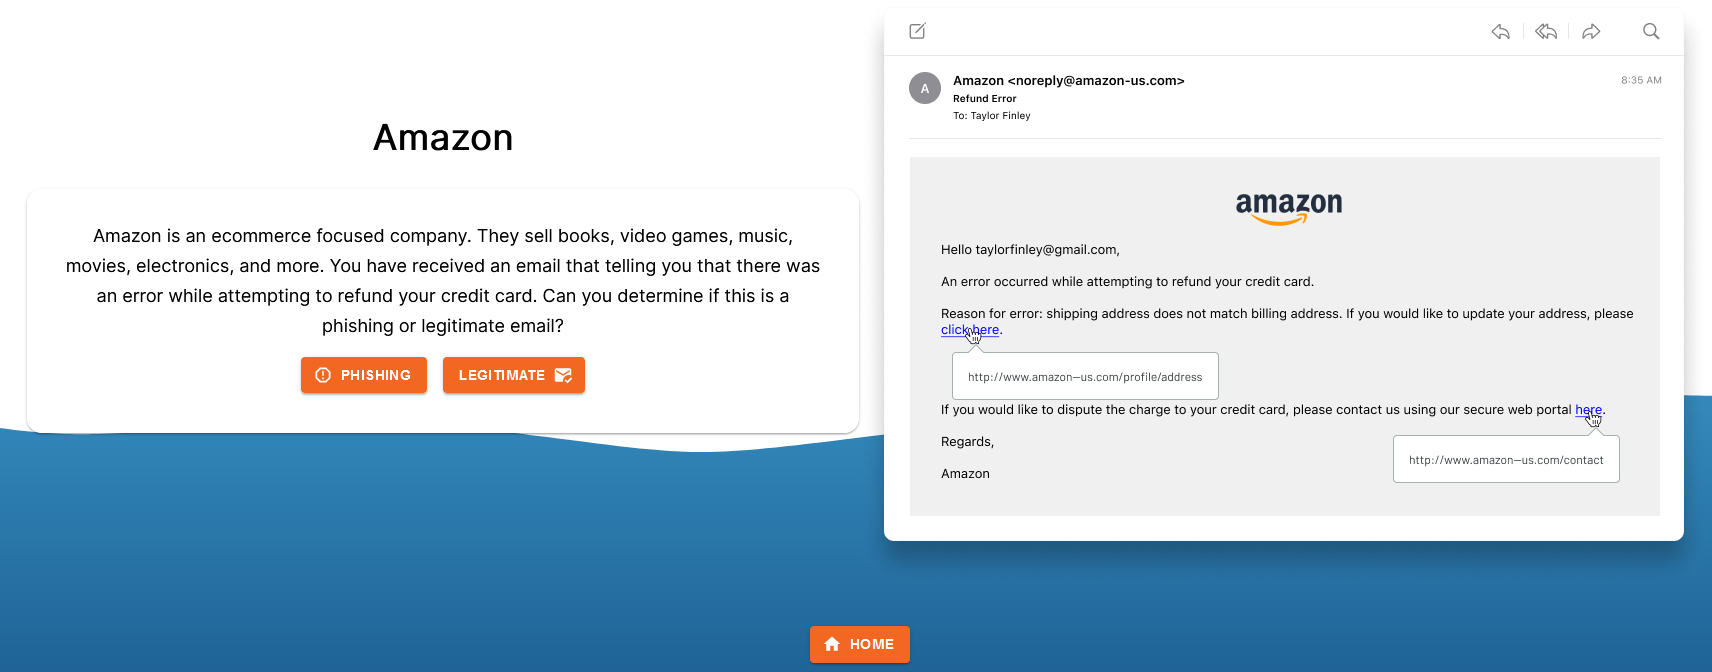 Amazon
Amazon is an ecommerce focused company. They sell books, video games, music,
movies, electronics, and more. You have received an email that telling you that there was
an error while attempting to refund your credit card. Can you determine if this is a
phishing or legitimate email?
PHISHING
LEGITIMATE
A
Amazon <noreply@amazon-us.com>
8:35 AM
Refund Error
To: Taylor Finley
amazon
Hello taylorfinley@gmail.com,
An error occurred while attempting to refund your credit card.
Reason for error: shipping address does not match billing address. If you would like to update your address, please
click here.
http://www.amazon–us.com/profile/address
If you would like to dispute the charge to your credit card, please contact us using our secure web portal here.
Regards,
http://www.amazon–us.com/contact
Amazon
HOME